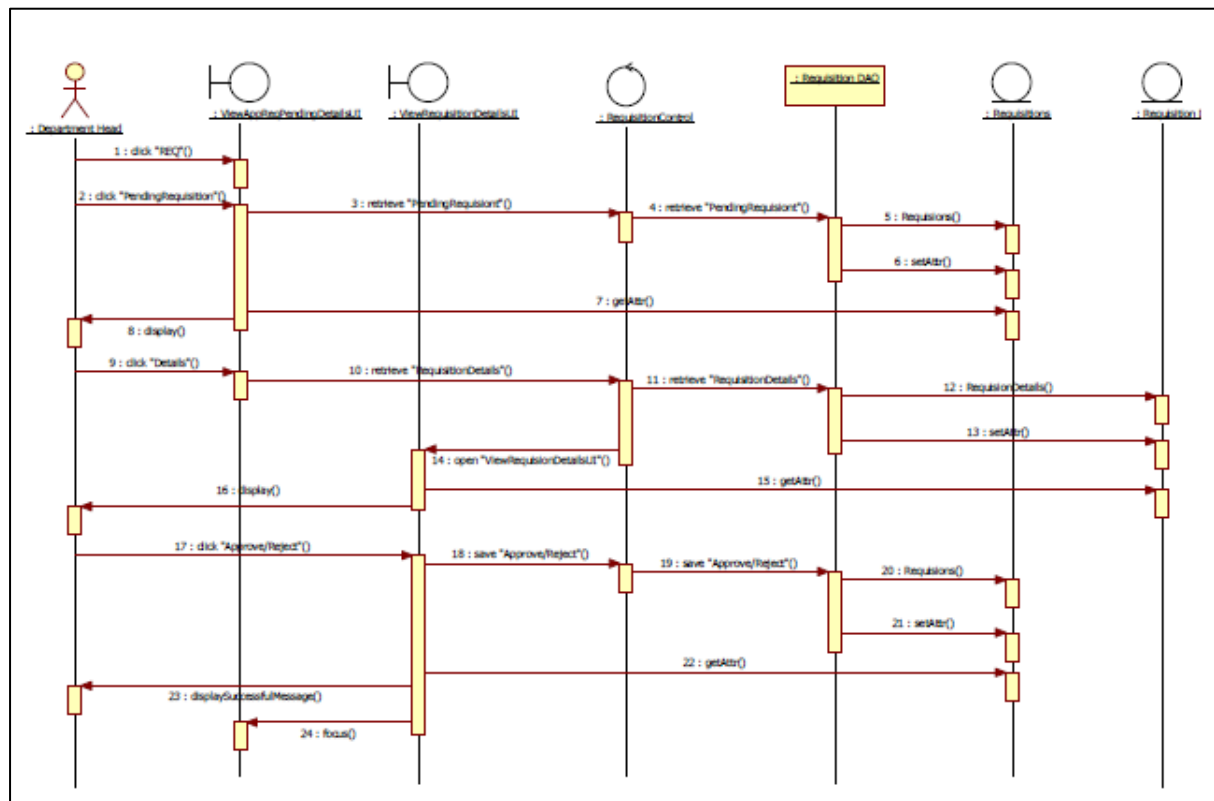 : Department Head
: ViewAppReqPendingDetailsUI
: ViewRequisitionDetailsUI
: RequisitionControl
: Requisition DAO
: Requisitions
: Requisition
1 : click "REQ"()
2 : click "PendingRequisition"()
3 : retrieve "PendingRequisiont"()
4 : retrieve "PendingRequisiont"()
5 : Requisions()
6 : setAttr()
7 : getAttr()
8 : display()
9 : click "Details"()
10 : retrieve "RequisitionDetails"()
11 : retrieve "RequisitionDetails"()
12 : RequisionDetails()
13 : setAttr()
14 : open "ViewRequisionDetailsUI"()
15 : getAttr()
16 : display()
17 : click "Approve/Reject"()
18 : save "Approve/Reject"()
19 : save "Approve/Reject"()
20 : Requisions()
21 : setAttr()
22 : getAttr()
23 : displaySuccessfulMessage()
24 : focus()